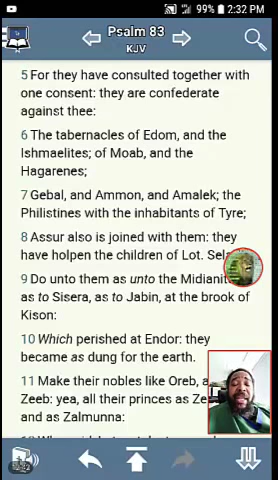 99% 2:32 PM
Psalm 83
KJV
5 For they have consulted together with
one consent: they are confederate
against thee:
6 The tabernacles of Edom, and the
Ishmaelites; of Moab, and the
Hagarenes;
7 Gebal, and Ammon, and Amalek; the
Philistines with the inhabitants of Tyre;
8 Assur also is joined with them: they
have holpen the children of Lot.
9 Do unto them as unto the
as to Sisera, as to Jabin, at the brook of
Kison:
10 Which perished at Endor: they
became as dung for the earth.
11 Make their nobles like Oreb,
Zeeb: yea, all their princes as
and as Zalmunna: